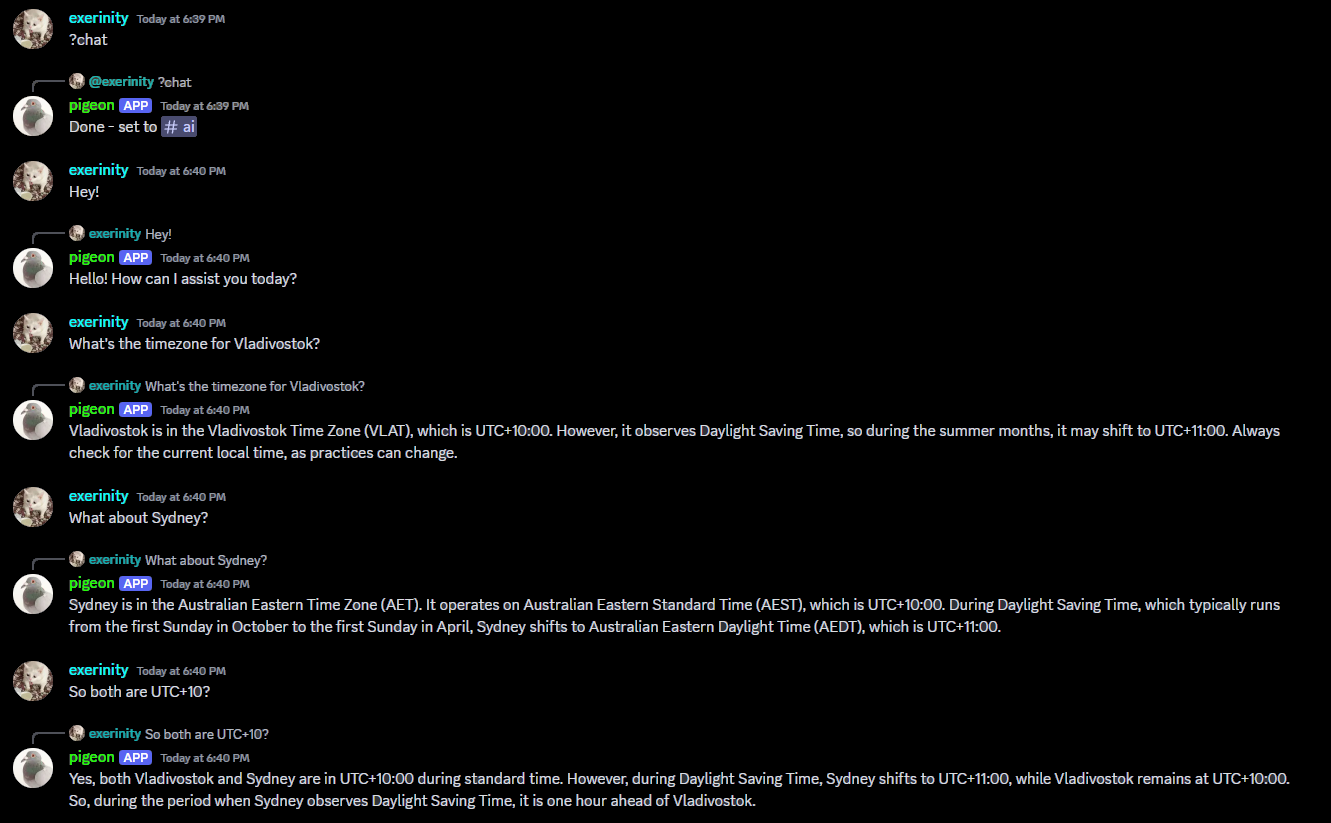 exerinity Today at 6:39 PM
?chat
@exerinity ?chat
pigeon APP Today at 6:39 PM
Done - set to # ai
exerinity Today at 6:40 PM
Hey!
exerinity Hey!
pigeon APP Today at 6:40 PM
Hello! How can I assist you today?
exerinity Today at 6:40 PM
What's the timezone for Vladivostok?
exerinity What's the timezone for Vladivostok?
pigeon APP Today at 6:40 PM
Vladivostok is in the Vladivostok Time Zone (VLAT), which is UTC+10:00. However, it observes Daylight Saving Time, so during the summer months, it may shift to UTC+11:00. Always
check for the current local time, as practices can change.
exerinity Today at 6:40 PM
What about Sydney?
exerinity What about Sydney?
pigeon APP Today at 6:40 PM
Sydney is in the Australian Eastern Time Zone (AET). It operates on Australian Eastern Standard Time (AEST), which is UTC+10:00. During Daylight Saving Time, which typically runs
from the first Sunday in October to the first Sunday in April, Sydney shifts to Australian Eastern Daylight Time (AEDT), which is UTC+11:00.
exerinity Today at 6:40 PM
So both are UTC+10?
exerinity So both are UTC+10?
pigeon APP Today at 6:40 PM
Yes, both Vladivostok and Sydney are in UTC+10:00 during standard time. However, during Daylight Saving Time, Sydney shifts to UTC+11:00, while Vladivostok remains at UTC+10:00.
So, during the period when Sydney observes Daylight Saving Time, it is one hour ahead of Vladivostok.